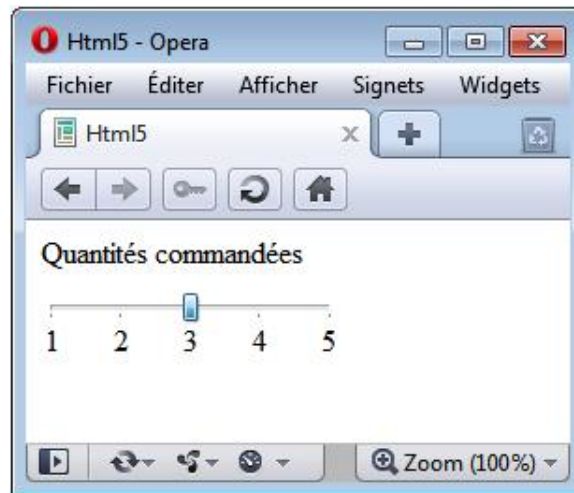 Html5 - Opera
Fichier Éditer Afficher Signets Widgets
Html5
Quantités commandées
1 2 3 4 5
Zoom (100%)